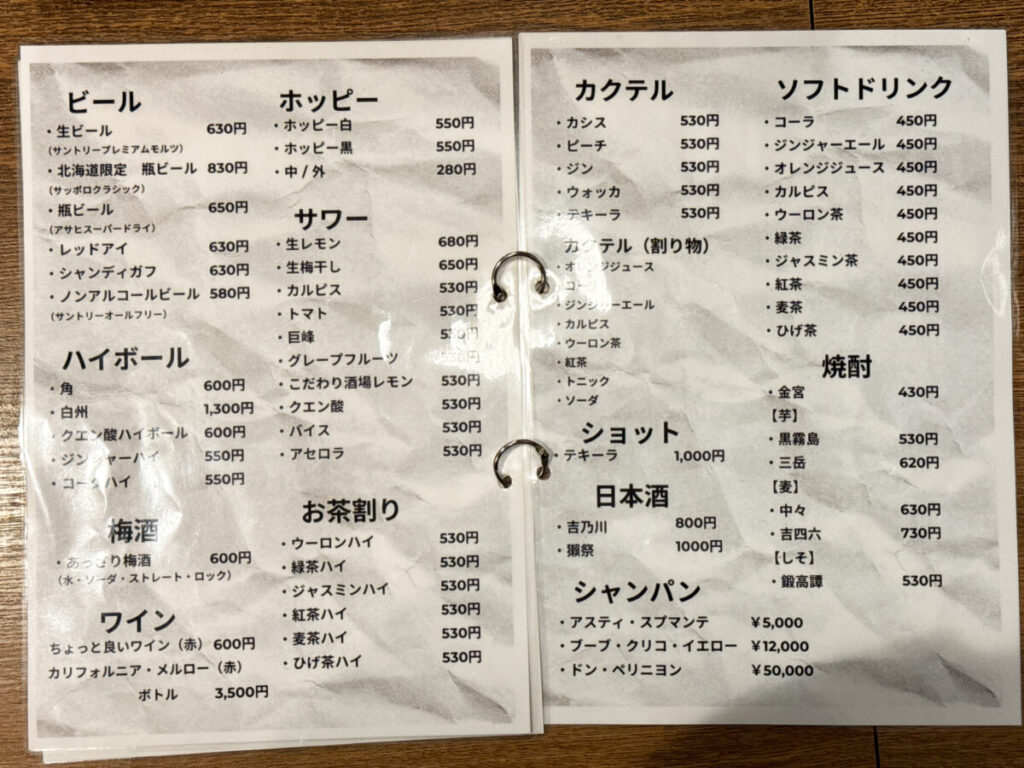 ビール
・生ビール 630円
（サントリープレミアムモルツ）
・北海道限定 瓶ビール 830円
（サッポロクラシック）
・瓶ビール 650円
（アサヒスーパードライ）
・レッドアイ 630円
・シャンディガフ 630円
・ノンアルコールビール 580円
（サントリーオールフリー）
ハイボール
・角 600円
・白州 1,300円
・クエン酸ハイボール 600円
・ジンジャーハイ 550円
・コークハイ 550円
梅酒
・あっさり梅酒 600円
（水・ソーダ・ストレート・ロック）
ワイン
ちょっと良いワイン（赤） 600円
カリフォルニア・メルロー（赤）
ボトル 3,500円
ホッピー
・ホッピー白 550円
・ホッピー黒 550円
・中 / 外 280円
サワー
・生レモン 680円
・生梅干し 650円
・カルピス 530円
・トマト 530円
・巨峰 530円
・グレープフルーツ 530円
・こだわり酒場レモン 530円
・クエン酸 530円
・バイス 530円
・アセロラ 530円
お茶割り
・ウーロンハイ 530円
・緑茶ハイ 530円
・ジャスミンハイ 530円
・紅茶ハイ 530円
・麦茶ハイ 530円
・ひげ茶ハイ 530円
カクテル
・カシス 530円
・ピーチ 530円
・ジン 530円
・ウォッカ 530円
・テキーラ 530円
カクテル（割り物）
・オレンジジュース
・コーラ
・ジンジャーエール
・カルピス
・ウーロン茶
・紅茶
・トニック
・ソーダ
ショット
・テキーラ 1,000円
日本酒
・吉乃川 800円
・獺祭 1000円
シャンパン
・アスティ・スプマンテ ￥5,000
・ブーブ・クリコ・イエロー ￥12,000
・ドン・ペリニヨン ￥50,000
ソフトドリンク
・コーラ 450円
・ジンジャーエール 450円
・オレンジジュース 450円
・カルピス 450円
・ウーロン茶 450円
・緑茶 450円
・ジャスミン茶 450円
・紅茶 450円
・麦茶 450円
・ひげ茶 450円
焼酎
・金宮 430円
【芋】
・黒霧島 530円
・三岳 620円
【麦】
・中々 630円
・吉四六 730円
【しそ】
・鍛高譚 530円